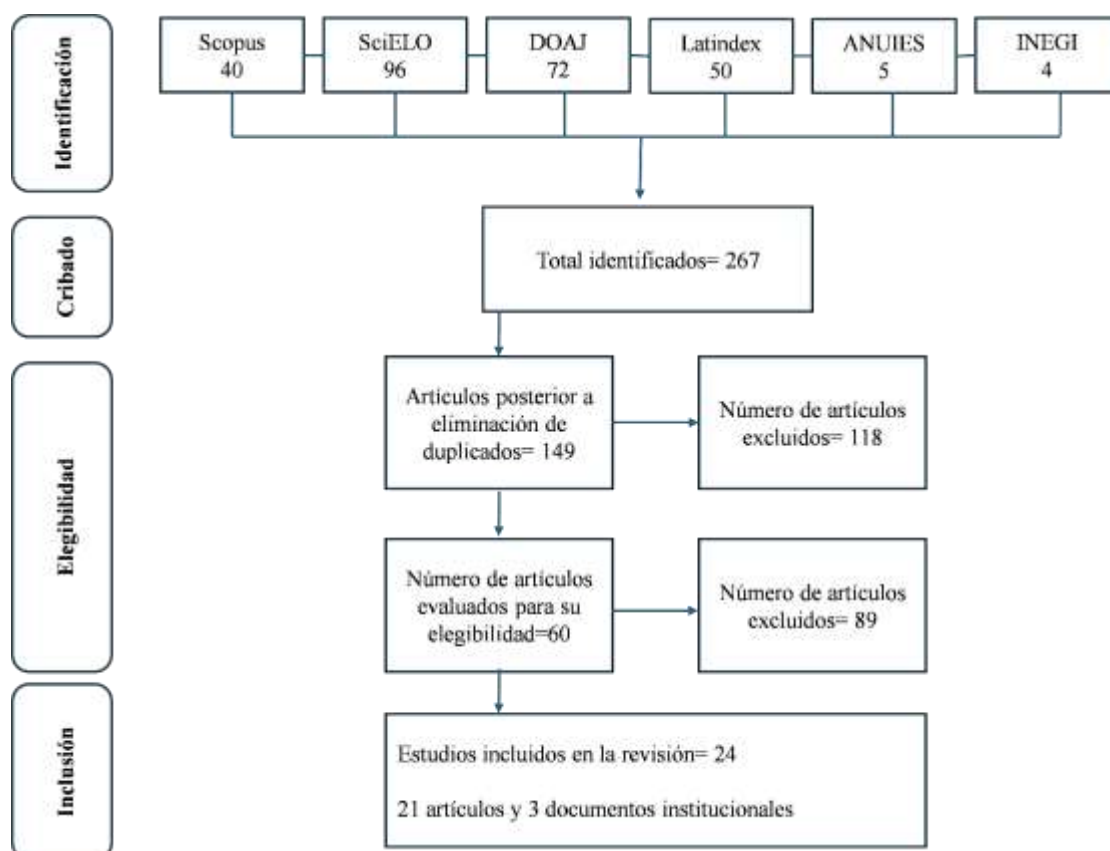 Identificación
Scopus
40
SciELO
96
DOAJ
72
Latindex
50
ANUIES
5
INEGI
4
Cribado
Total identificados= 267
Elegibilidad
Artículos posterior a
eliminación de
duplicados= 149
Número de artículos
excluidos= 118
Número de artículos
evaluados para su
elegibilidad=60
Número de artículos
excluidos= 89
Inclusión
Estudios incluidos en la revisión= 24
21 artículos y 3 documentos institucionales